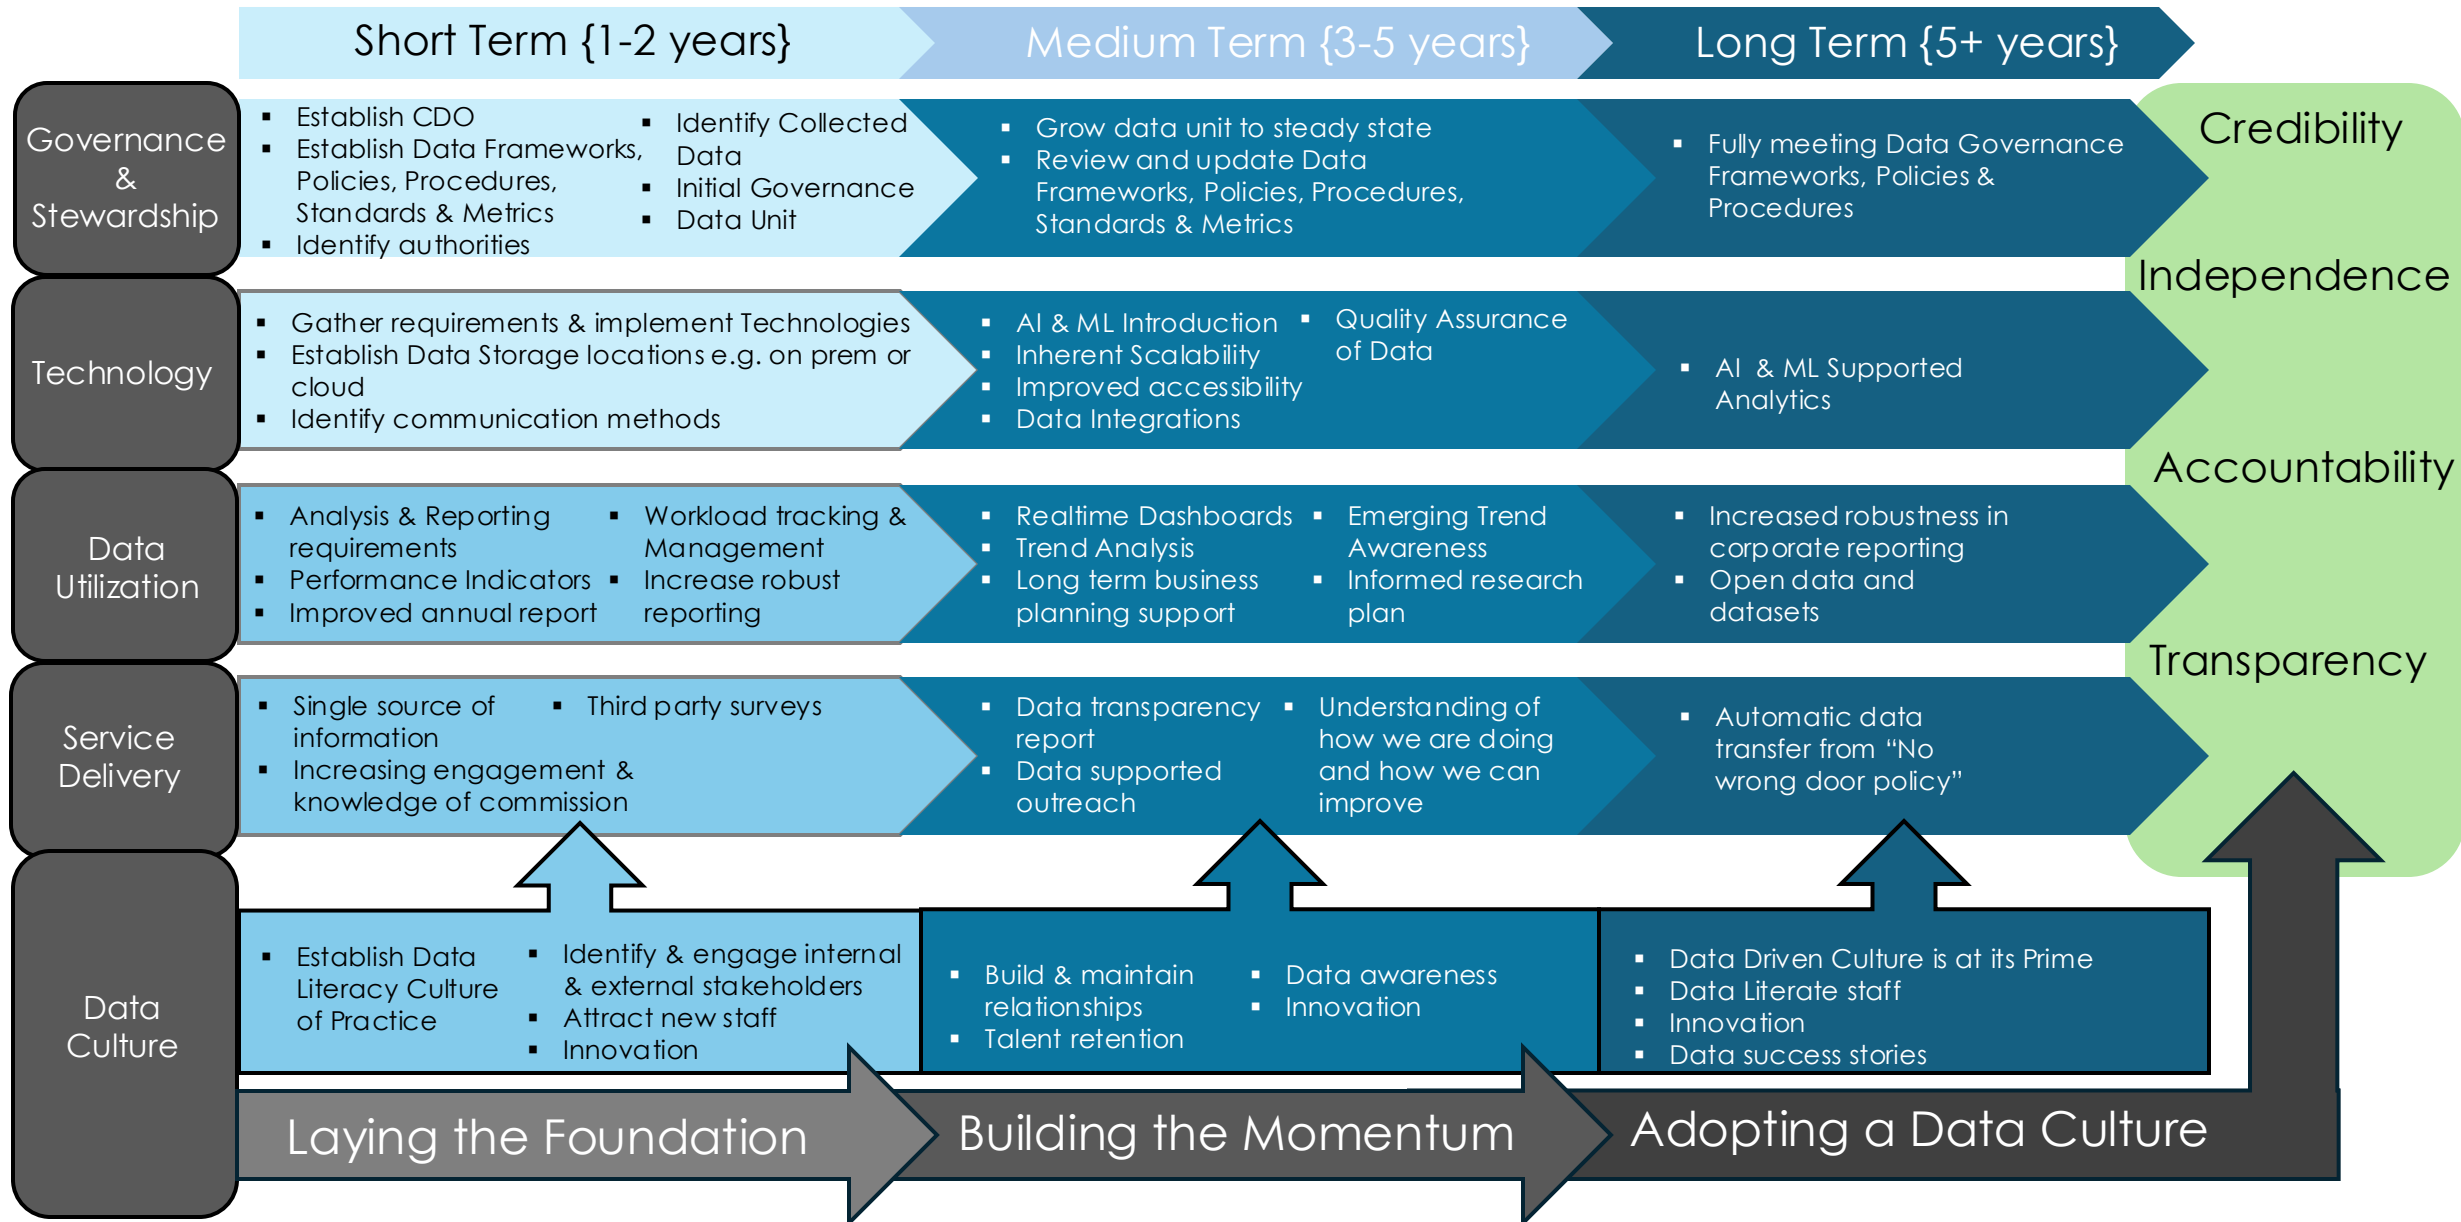 Short Term {1-2 years}
Medium Term {3-5 years}
Long Term {5+ years}
Governance
&
Stewardship
▪ Establish CDO
▪ Establish Data Frameworks,
Policies, Procedures,
Standards & Metrics
▪ Identify authorities
▪ Identify Collected
Data
▪ Initial Governance
▪ Data Unit
▪ Grow data unit to steady state
▪ Review and update Data
Frameworks, Policies, Procedures,
Standards & Metrics
▪ Fully meeting Data Governance
Frameworks, Policies &
Procedures
Credibility
Independence
Accountability
Transparency
Technology
▪ Gather requirements & implement Technologies
▪ Establish Data Storage locations e.g. on prem or
cloud
▪ Identify communication methods
▪ AI & ML Introduction
▪ Inherent Scalability
▪ Improved accessibility
▪ Data Integrations
▪ Quality Assurance
of Data
▪ AI & ML Supported
Analytics
Data
Utilization
▪ Analysis & Reporting
requirements
▪ Performance Indicators
▪ Improved annual report
▪ Workload tracking &
Management
▪ Increase robust
reporting
▪ Realtime Dashboards
▪ Trend Analysis
▪ Long term business
planning support
▪ Emerging Trend
Awareness
▪ Informed research
plan
▪ Increased robustness in
corporate reporting
▪ Open data and
datasets
Service
Delivery
▪ Single source of
information
▪ Increasing engagement &
knowledge of commission
▪ Third party surveys
▪ Data transparency
report
▪ Data supported
outreach
▪ Understanding of
how we are doing
and how we can
improve
▪ Automatic data
transfer from “No
wrong door policy”
Data
Culture
▪ Establish Data
Literacy Culture
of Practice
▪ Identify & engage internal
& external stakeholders
▪ Attract new staff
▪ Innovation
▪ Build & maintain
relationships
▪ Talent retention
▪ Data awareness
▪ Innovation
▪ Data Driven Culture is at its Prime
▪ Data Literate staff
▪ Innovation
▪ Data success stories
Laying the Foundation
Building the Momentum
Adopting a Data Culture